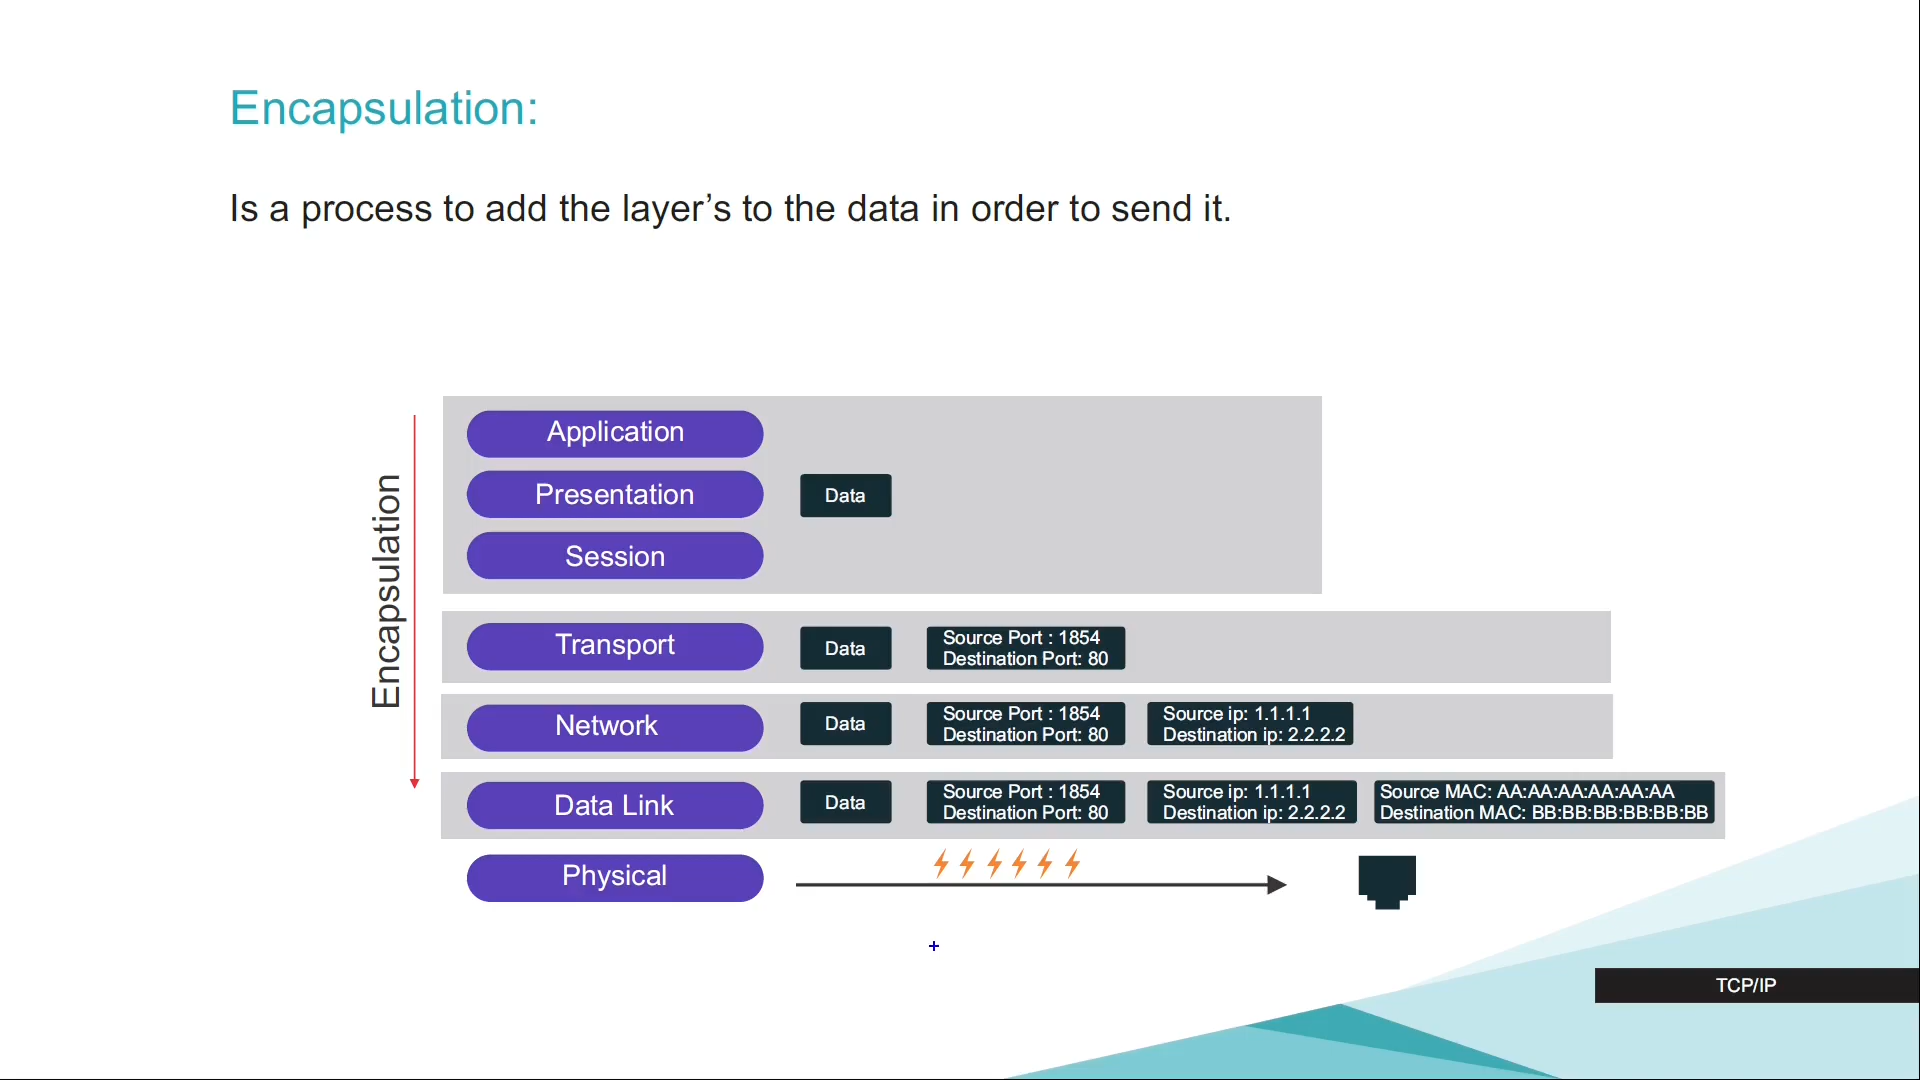 Encapsulation:
Is a process to add the layer’s to the data in order to send it.
Encapsulation
Application
Presentation
Data
Session
Transport
Data
Source Port : 1854
Destination Port: 80
Network
Data
Source Port : 1854
Destination Port: 80
Source ip: 1.1.1.1
Destination ip: 2.2.2.2
Data Link
Data
Source Port : 1854
Destination Port: 80
Source ip: 1.1.1.1
Destination ip: 2.2.2.2
Source MAC: AA:AA:AA:AA:AA:AA
Destination MAC: BB:BB:BB:BB:BB:BB
Physical
TCP/IP